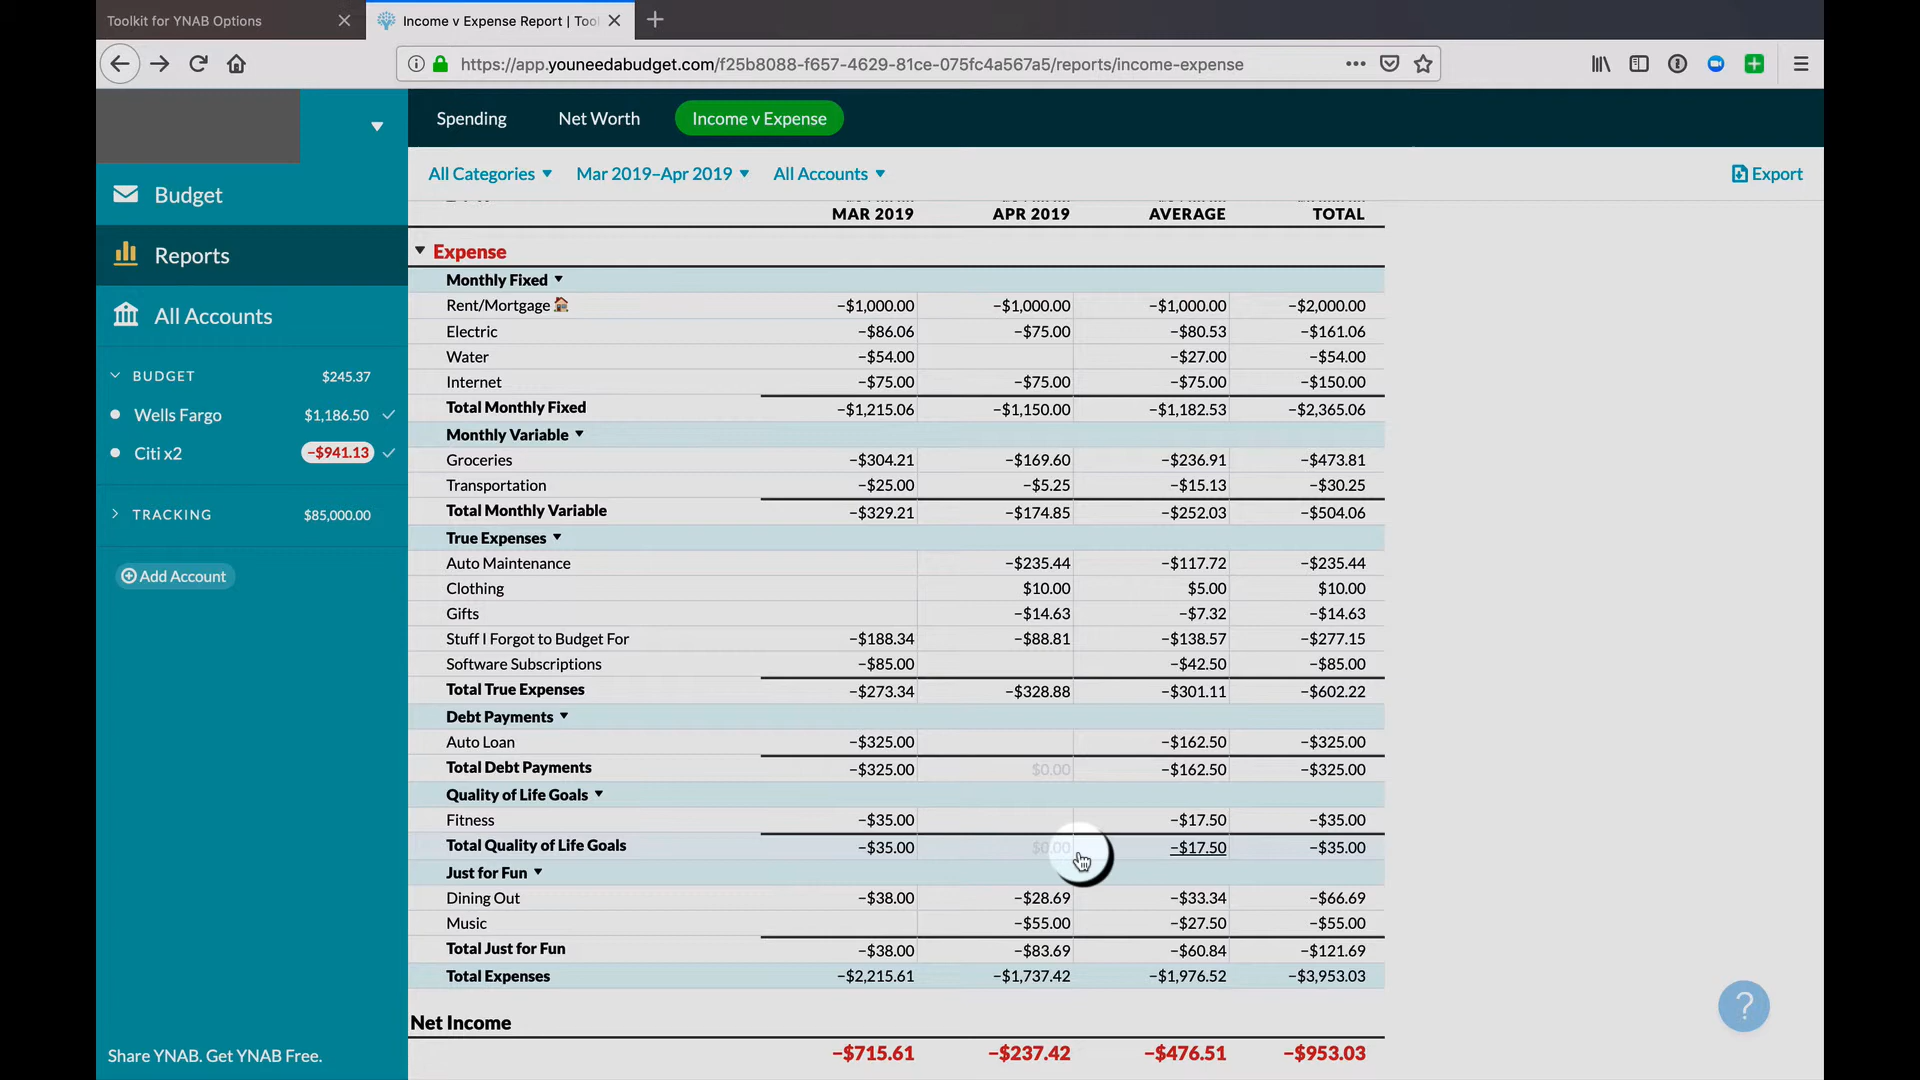 Toolkit for YNAB Options
Income v Expense Report | Too
https://app.youneedabudget.com/f25b8088-f657-4629-81ce-075fc4a567a5/reports/income-expense
Spending Net Worth Income v Expense
All Categories Mar 2019–Apr 2019 All Accounts Export
Budget
Reports
All Accounts
BUDGET $245.37
Wells Fargo $1,186.50
Citi x2 −$941.13
TRACKING $85,000.00
Add Account
Share YNAB. Get YNAB Free.
MAR 2019 APR 2019 AVERAGE TOTAL
Expense
Monthly Fixed
Rent/Mortgage −$1,000.00 −$1,000.00 −$1,000.00 −$2,000.00
Electric −$86.06 −$75.00 −$80.53 −$161.06
Water −$54.00 −$27.00 −$54.00
Internet −$75.00 −$75.00 −$75.00 −$150.00
Total Monthly Fixed −$1,215.06 −$1,150.00 −$1,182.53 −$2,365.06
Monthly Variable
Groceries −$304.21 −$169.60 −$236.91 −$473.81
Transportation −$25.00 −$5.25 −$15.13 −$30.25
Total Monthly Variable −$329.21 −$174.85 −$252.03 −$504.06
True Expenses
Auto Maintenance −$235.44 −$117.72 −$235.44
Clothing $10.00 $5.00 $10.00
Gifts −$14.63 −$7.32 −$14.63
Stuff I Forgot to Budget For −$188.34 −$88.81 −$138.57 −$277.15
Software Subscriptions −$85.00 −$42.50 −$85.00
Total True Expenses −$273.34 −$328.88 −$301.11 −$602.22
Debt Payments
Auto Loan −$325.00 −$162.50 −$325.00
Total Debt Payments −$325.00 $0.00 −$162.50 −$325.00
Quality of Life Goals
Fitness −$35.00 −$17.50 −$35.00
Total Quality of Life Goals −$35.00 $0.00 −$17.50 −$35.00
Just for Fun
Dining Out −$38.00 −$28.69 −$33.34 −$66.69
Music −$55.00 −$27.50 −$55.00
Total Just for Fun −$38.00 −$83.69 −$60.84 −$121.69
Total Expenses −$2,215.61 −$1,737.42 −$1,976.52 −$3,953.03
Net Income
−$715.61 −$237.42 −$476.51 −$953.03
?